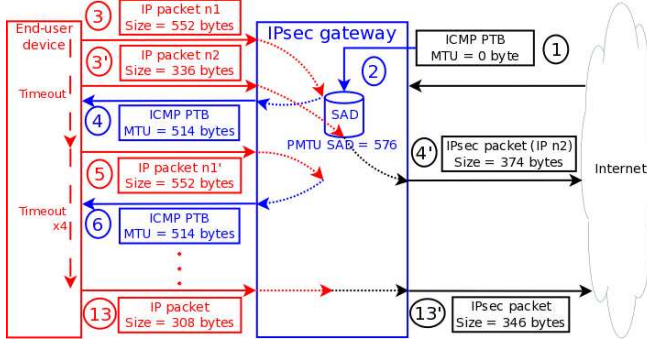 End-user
device
3
IP packet n1
Size = 552 bytes
3'
IP packet n2
Size = 336 bytes
Timeout
4
ICMP PTB
MTU = 514 bytes
5
IP packet n1'
Size = 552 bytes
Timeout
x4
6
ICMP PTB
MTU = 514 bytes
13
IP packet
Size = 308 bytes
IPsec gateway
2
SAD
PMTU SAD = 576
ICMP PTB
MTU = 0 byte
1
4'
IPsec packet (IP n2)
Size = 374 bytes
Internet
13'
IPsec packet
Size = 346 bytes